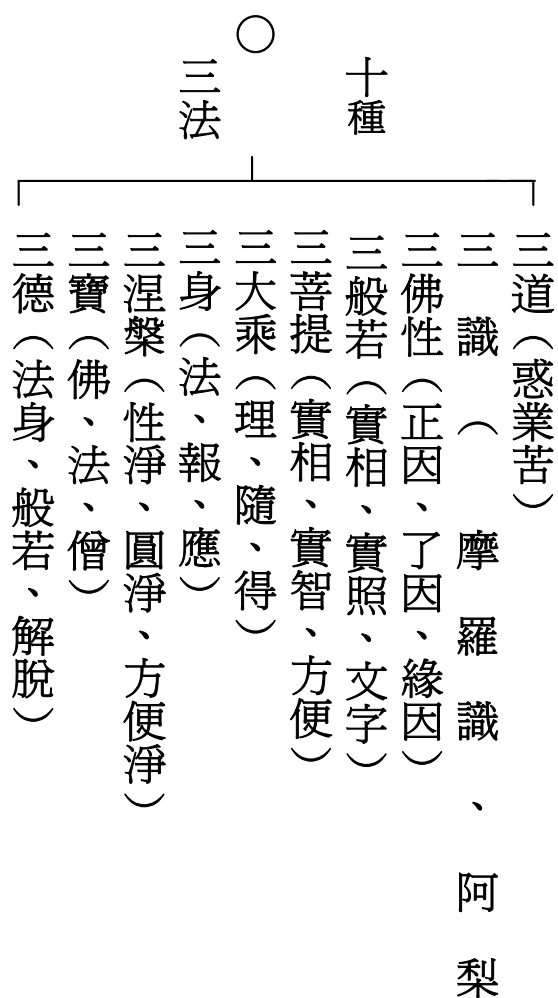 ○
十種
三法
三道（惑業苦）
三識（摩羅識、阿梨
三佛性（正因、了因、緣因）
三般若（實相、實照、文字）
三菩提（實相、實智、方便）
三大乘（理、隨、得）
三身（法、報、應）
三涅槃（性淨、圓淨、方便淨）
三寶（佛、法、僧）
三德（法身、般若、解脫）